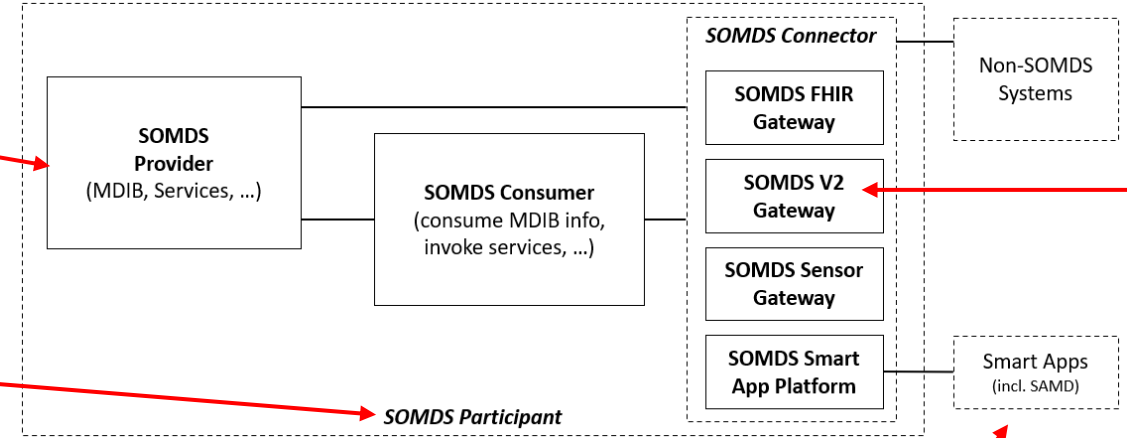 SOMDS
Provider
(MDIB, Services, ...)
SOMDS Consumer
(consume MDIB info,
invoke services, ...)
SOMDS Connector
SOMDS FHIR
Gateway
SOMDS V2
Gateway
SOMDS Sensor
Gateway
SOMDS Smart
App Platform
Non-SOMDS
Systems
Smart Apps
(incl. SAMD)
SOMDS Participant